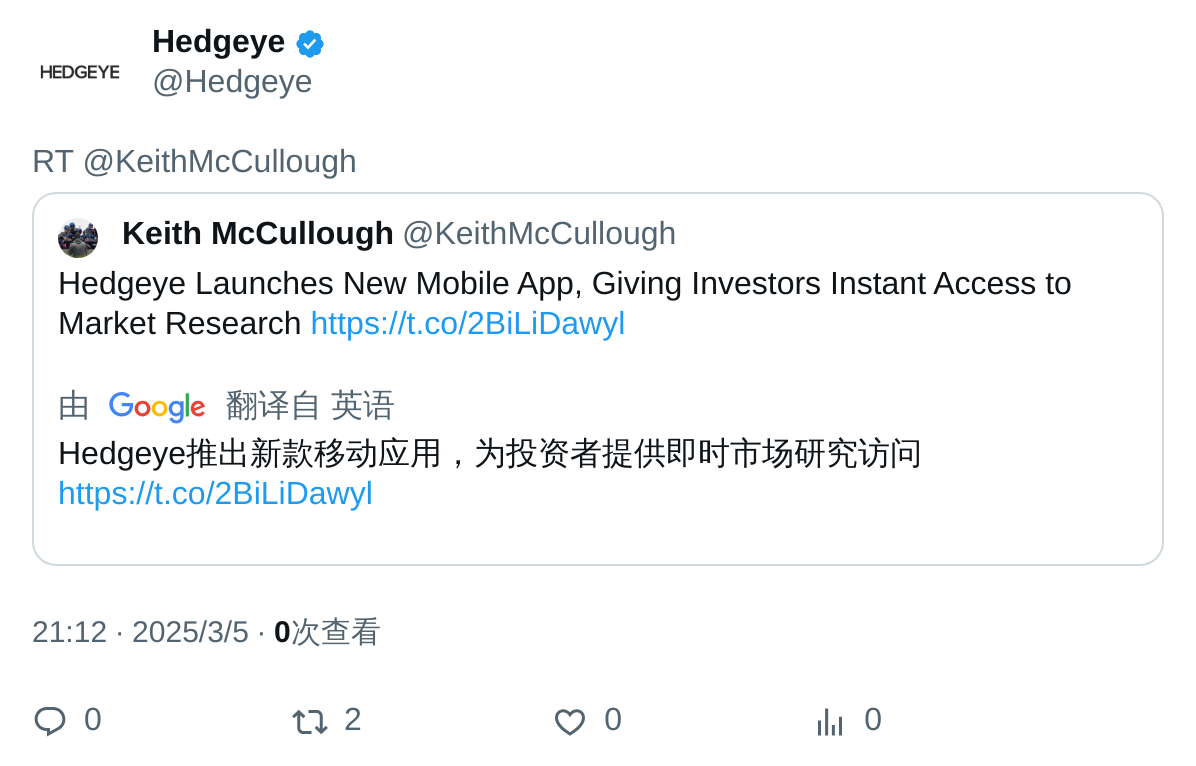 HEDGEYE
Hedgeye
@Hedgeye
RT @KeithMcCullough
Keith McCullough @KeithMcCullough
Hedgeye Launches New Mobile App, Giving Investors Instant Access to
Market Research https://t.co/2BiLiDawyl
由 Google 翻译自 英语
Hedgeye推出新款移动应用，为投资者提供即时市场研究访问
https://t.co/2BiLiDawyl
21:12 · 2025/3/5 · 0次查看
0 2 0 0